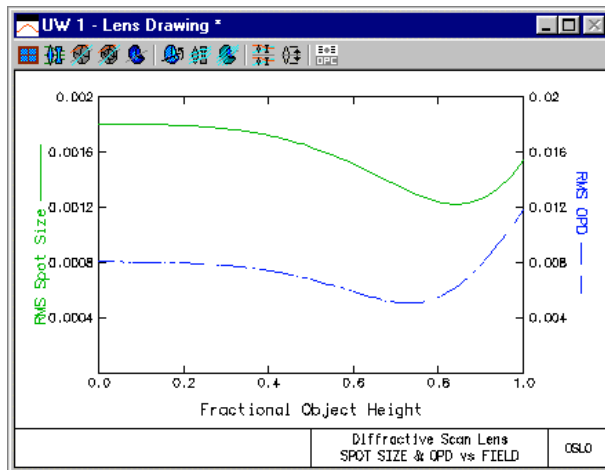 UW 1 - Lens Drawing *
0.002
0.0016
0.0012
0.0008
0.0004
RMS Spot Size
0.02
0.016
0.012
0.008
0.004
RMS OPD
0.0 0.2 0.4 0.6 0.8 1.0
Fractional Object Height
Diffractive Scan Lens
SPOT SIZE & OPD vs FIELD
OSLO